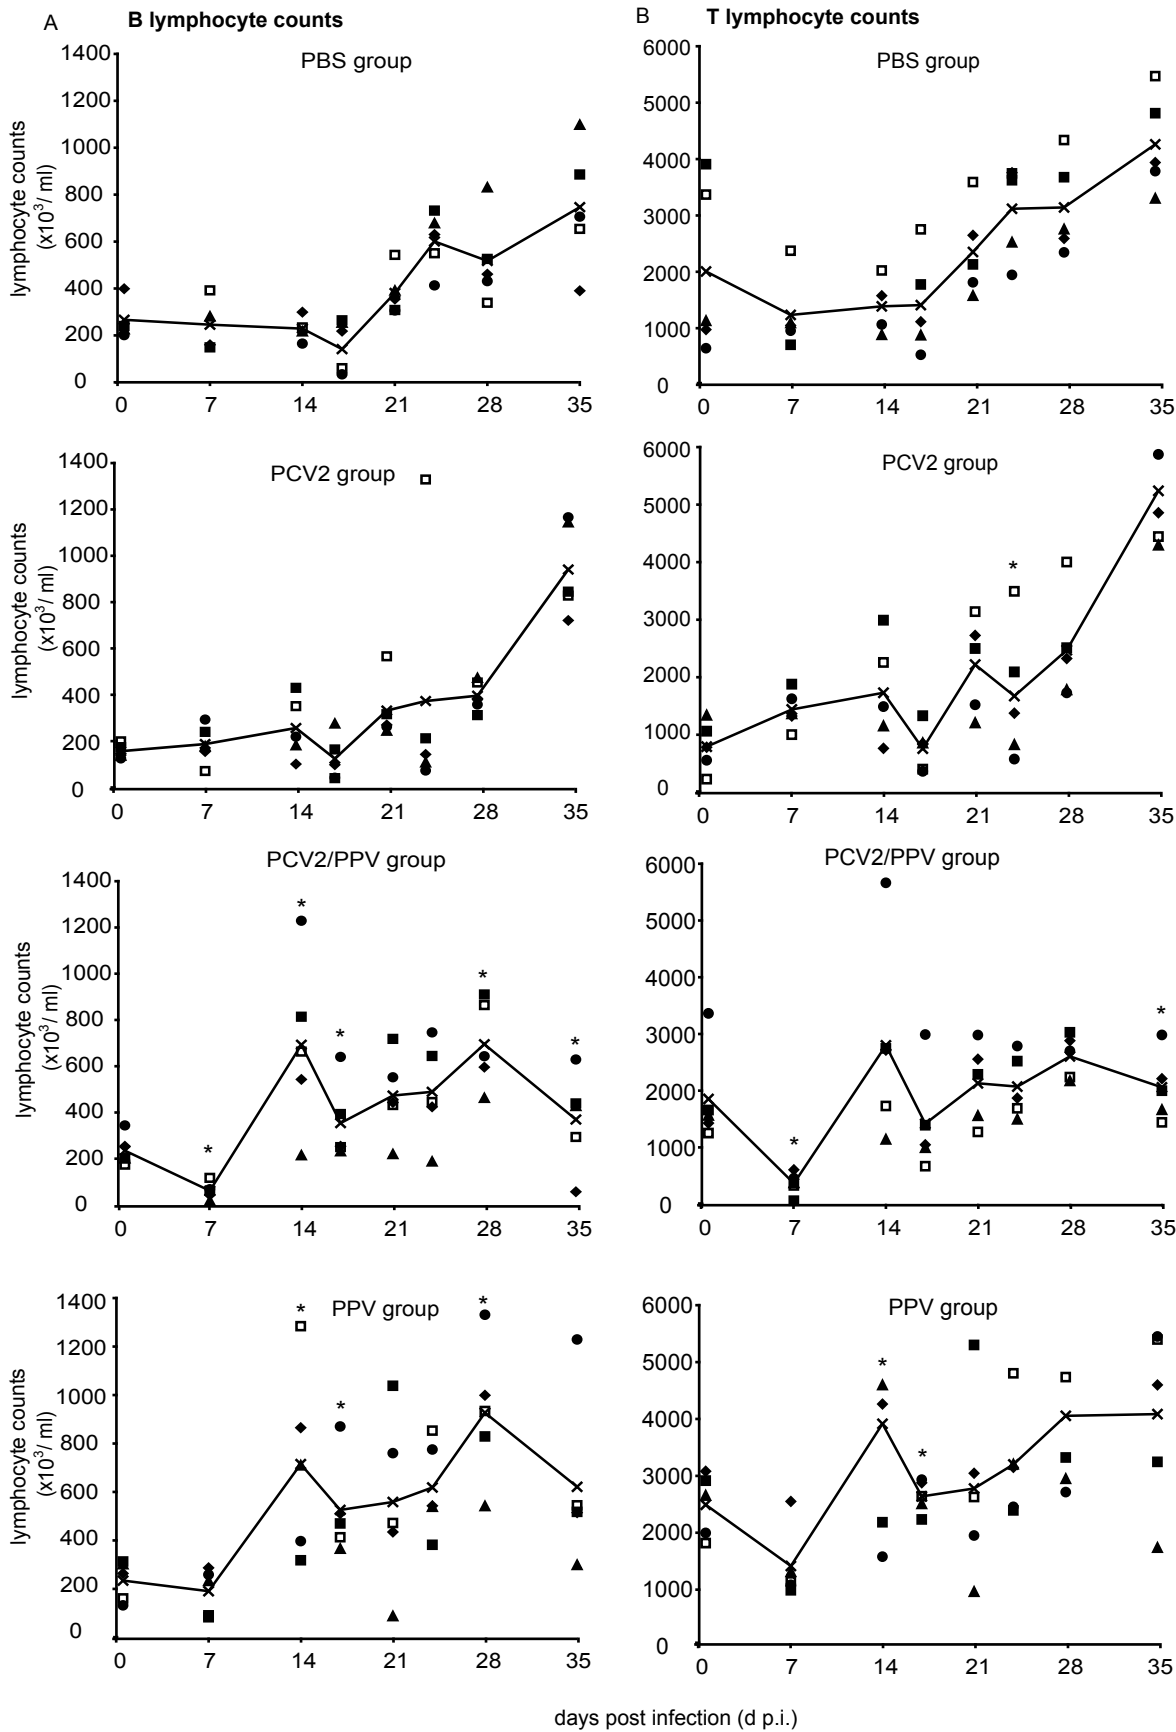 A
B lymphocyte counts
B
T lymphocyte counts
PBS group
1400
1200
1000
800
600
400
200
0
lymphocyte counts
(x10³/ ml)
0 7 14 21 28 35
PBS group
6000
5000
4000
3000
2000
1000
0
0 7 14 21 28 35
PCV2 group
1400
1200
1000
800
600
400
200
0
lymphocyte counts
(x10³/ ml)
0 7 14 21 28 35
PCV2 group
6000
5000
4000
3000
2000
1000
0
*
0 7 14 21 28 35
PCV2/PPV group
1400
1200
1000
800
600
400
200
0
lymphocyte counts
(x10³/ ml)
* * * * *
0 7 14 21 28 35
PCV2/PPV group
6000
5000
4000
3000
2000
1000
0
* *
0 7 14 21 28 35
PPV group
1400
1200
1000
800
600
400
200
0
lymphocyte counts
(x10³/ ml)
* * *
0 7 14 21 28 35
PPV group
6000
5000
4000
3000
2000
1000
0
* *
0 7 14 21 28 35
days post infection (d p.i.)